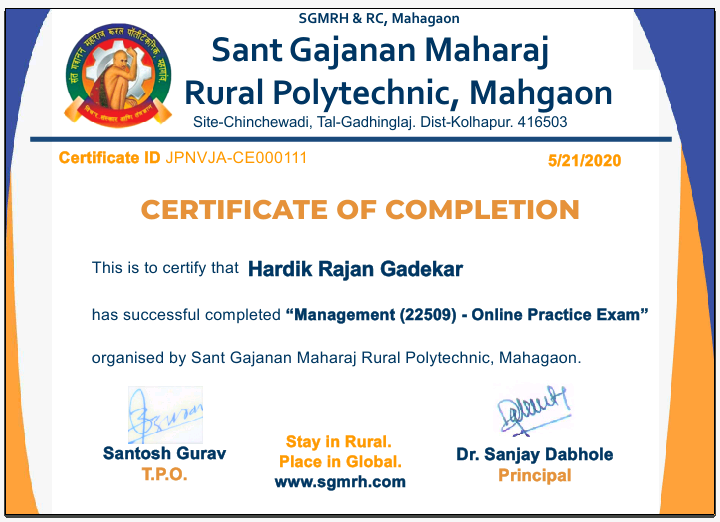 SGMRH & RC, Mahagaon
Sant Gajanan Maharaj
Rural Polytechnic, Mahgaon
Site-Chinchewadi, Tal-Gadhinglaj. Dist-Kolhapur. 416503
Certificate ID JPNVJA-CE000111
5/21/2020
CERTIFICATE OF COMPLETION
This is to certify that Hardik Rajan Gadekar
has successful completed “Management (22509) - Online Practice Exam”
organised by Sant Gajanan Maharaj Rural Polytechnic, Mahagaon.
Santosh Gurav
T.P.O.
Stay in Rural.
Place in Global.
www.sgmrh.com
Dr. Sanjay Dabhole
Principal